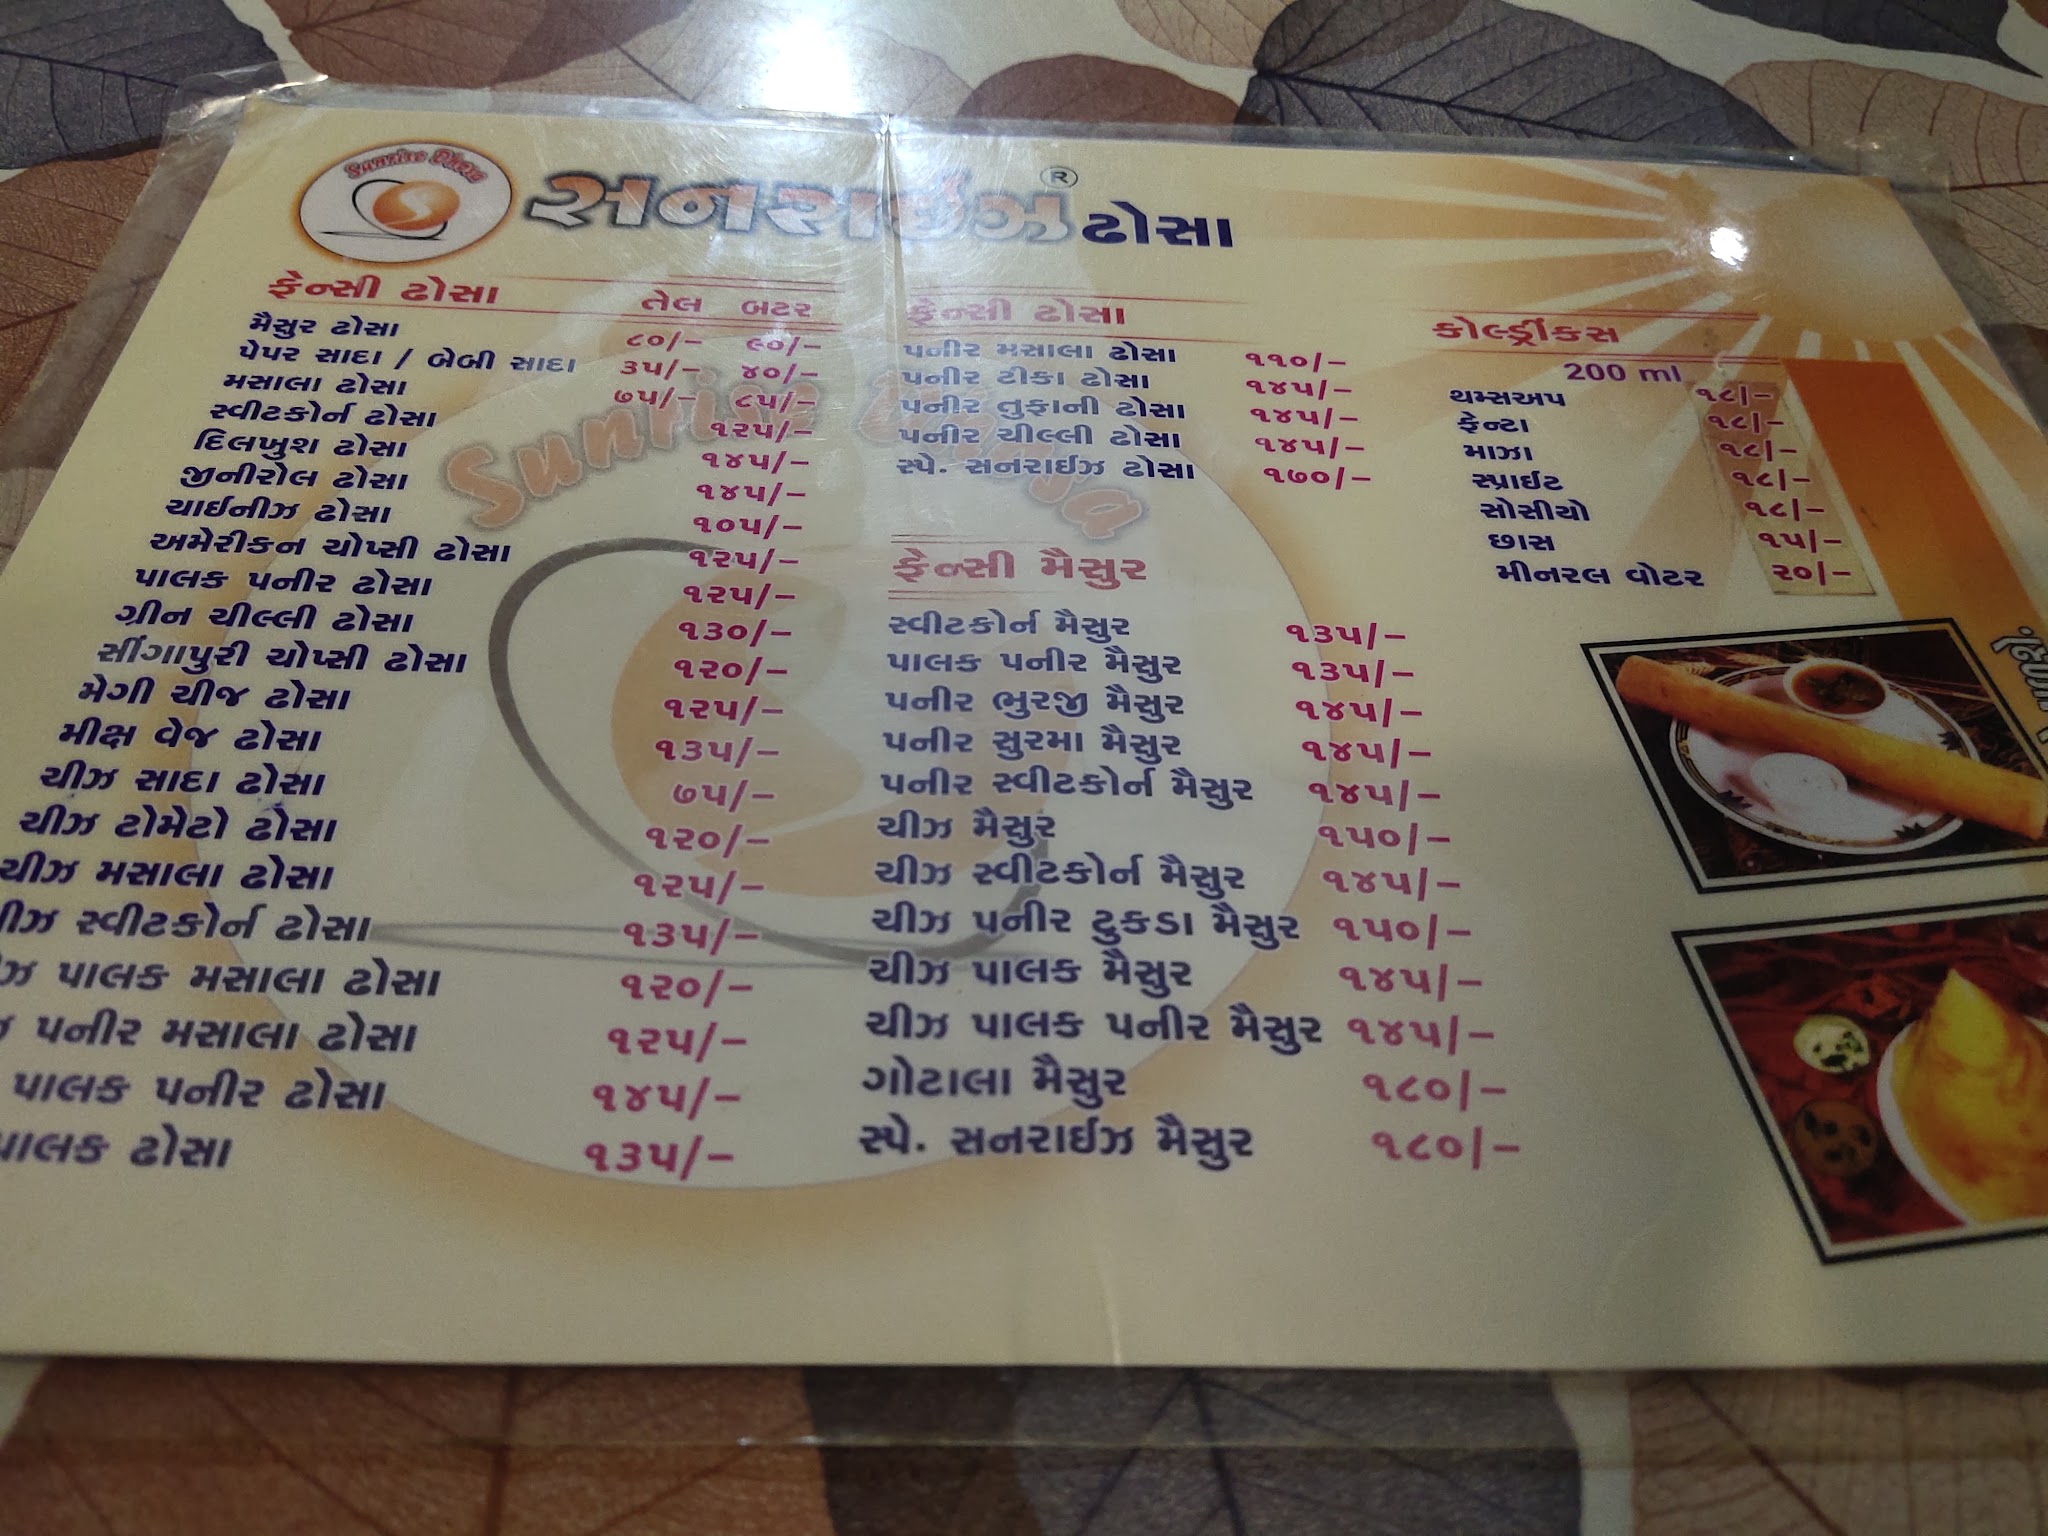 Sunrise Dhosa
સનરાઈઝ® ઢોસા
ફેન્સી ઢોસા તેલ બટર
મૈસુર ઢોસા ૮૦/- ૯૦/-
પેપર સાદા / બેબી સાદા ૩૫/- ૪૦/-
મસાલા ઢોસા ૭૫/- ૮૫/-
સ્વીટકોર્ન ઢોસા ૧૨૫/-
દિલખુશ ઢોસા ૧૪૫/-
જીનીરોલ ઢોસા ૧૪૫/-
ચાઈનીઝ ઢોસા ૧૦૫/-
અમેરીકન ચોપ્સી ઢોસા ૧૨૫/-
પાલક પનીર ઢોસા ૧૨૫/-
ગ્રીન ચીલ્લી ઢોસા ૧૩૦/-
સીંગાપુરી ચોપ્સી ઢોસા ૧૨૦/-
મેગી ચીજ ઢોસા ૧૨૫/-
મીક્ષ વેજ ઢોસા ૧૩૫/-
ચીઝ સાદા ઢોસા ૭૫/-
ચીઝ ટોમેટો ઢોસા ૧૨૦/-
ચીઝ મસાલા ઢોસા ૧૨૫/-
ચીઝ સ્વીટકોર્ન ઢોસા ૧૩૫/-
પાલક મસાલા ઢોસા ૧૨૦/-
પનીર મસાલા ઢોસા ૧૨૫/-
પાલક પનીર ઢોસા ૧૪૫/-
પાલક ઢોસા ૧૩૫/-
ફેન્સી ઢોસા
પનીર મસાલા ઢોસા ૧૧૦/-
પનીર ટીકા ઢોસા ૧૪૫/-
પનીર તુફાની ઢોસા ૧૪૫/-
પનીર ચીલ્લી ઢોસા ૧૪૫/-
સ્પે. સનરાઈઝ ઢોસા ૧૭૦/-
ફેન્સી મૈસુર
સ્વીટકોર્ન મૈસુર ૧૩૫/-
પાલક પનીર મૈસુર ૧૩૫/-
પનીર ભુરજી મૈસુર ૧૪૫/-
પનીર સુરમા મૈસુર ૧૪૫/-
પનીર સ્વીટકોર્ન મૈસુર ૧૪૫/-
ચીઝ મૈસુર ૧૫૦/-
ચીઝ સ્વીટકોર્ન મૈસુર ૧૪૫/-
ચીઝ પનીર ટુકડા મૈસુર ૧૫૦/-
ચીઝ પાલક મૈસુર ૧૪૫/-
ચીઝ પાલક પનીર મૈસુર ૧૪૫/-
ગોટાલા મૈસુર ૧૮૦/-
સ્પે. સનરાઈઝ મૈસુર ૧૮૦/-
કોલ્ડ્રીંકસ
200 ml
થમ્સઅપ ૧૮/-
ફેન્ટા ૧૮/-
માઝા ૧૮/-
સ્પ્રાઈટ ૧૮/-
સોસીયો ૧૮/-
છાસ ૧૫/-
મીનરલ વોટર ૨૦/-